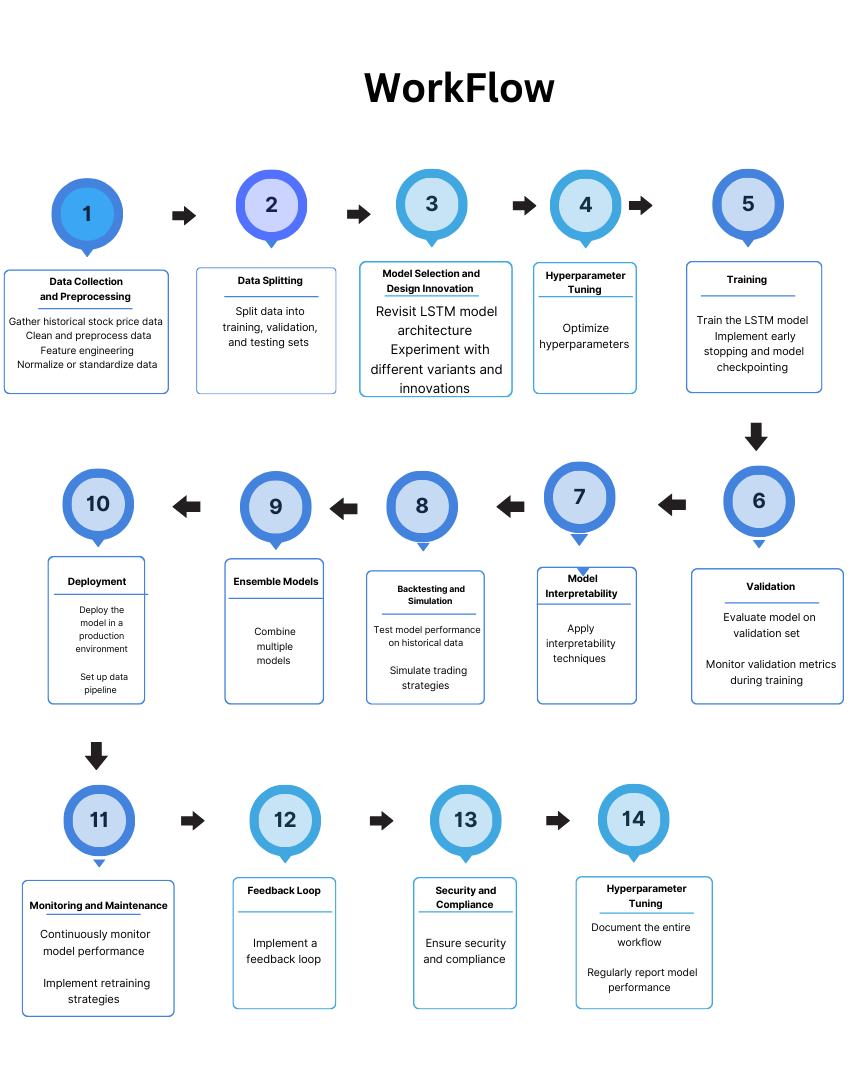 WorkFlow
1
Data Collection
and Preprocessing
Gather historical stock price data
Clean and preprocess data
Feature engineering
Normalize or standardize data
2
Data Splitting
Split data into
training, validation,
and testing sets
3
Model Selection and
Design Innovation
Revisit LSTM model
architecture
Experiment with
different variants and
innovations
4
Hyperparameter
Tuning
Optimize
hyperparameters
5
Training
Train the LSTM model
Implement early
stopping and model
checkpointing
6
Validation
Evaluate model on
validation set
Monitor validation metrics
during training
7
Model
Interpretability
Apply
interpretability
techniques
8
Backtesting and
Simulation
Test model performance
on historical data
Simulate trading
strategies
9
Ensemble Models
Combine
multiple
models
10
Deployment
Deploy the
model in a
production
environment
Set up data
pipeline
11
Monitoring and Maintenance
Continuously monitor
model performance
Implement retraining
strategies
12
Feedback Loop
Implement a
feedback loop
13
Security and
Compliance
Ensure security
and compliance
14
Hyperparameter
Tuning
Document the entire
workflow
Regularly report model
performance